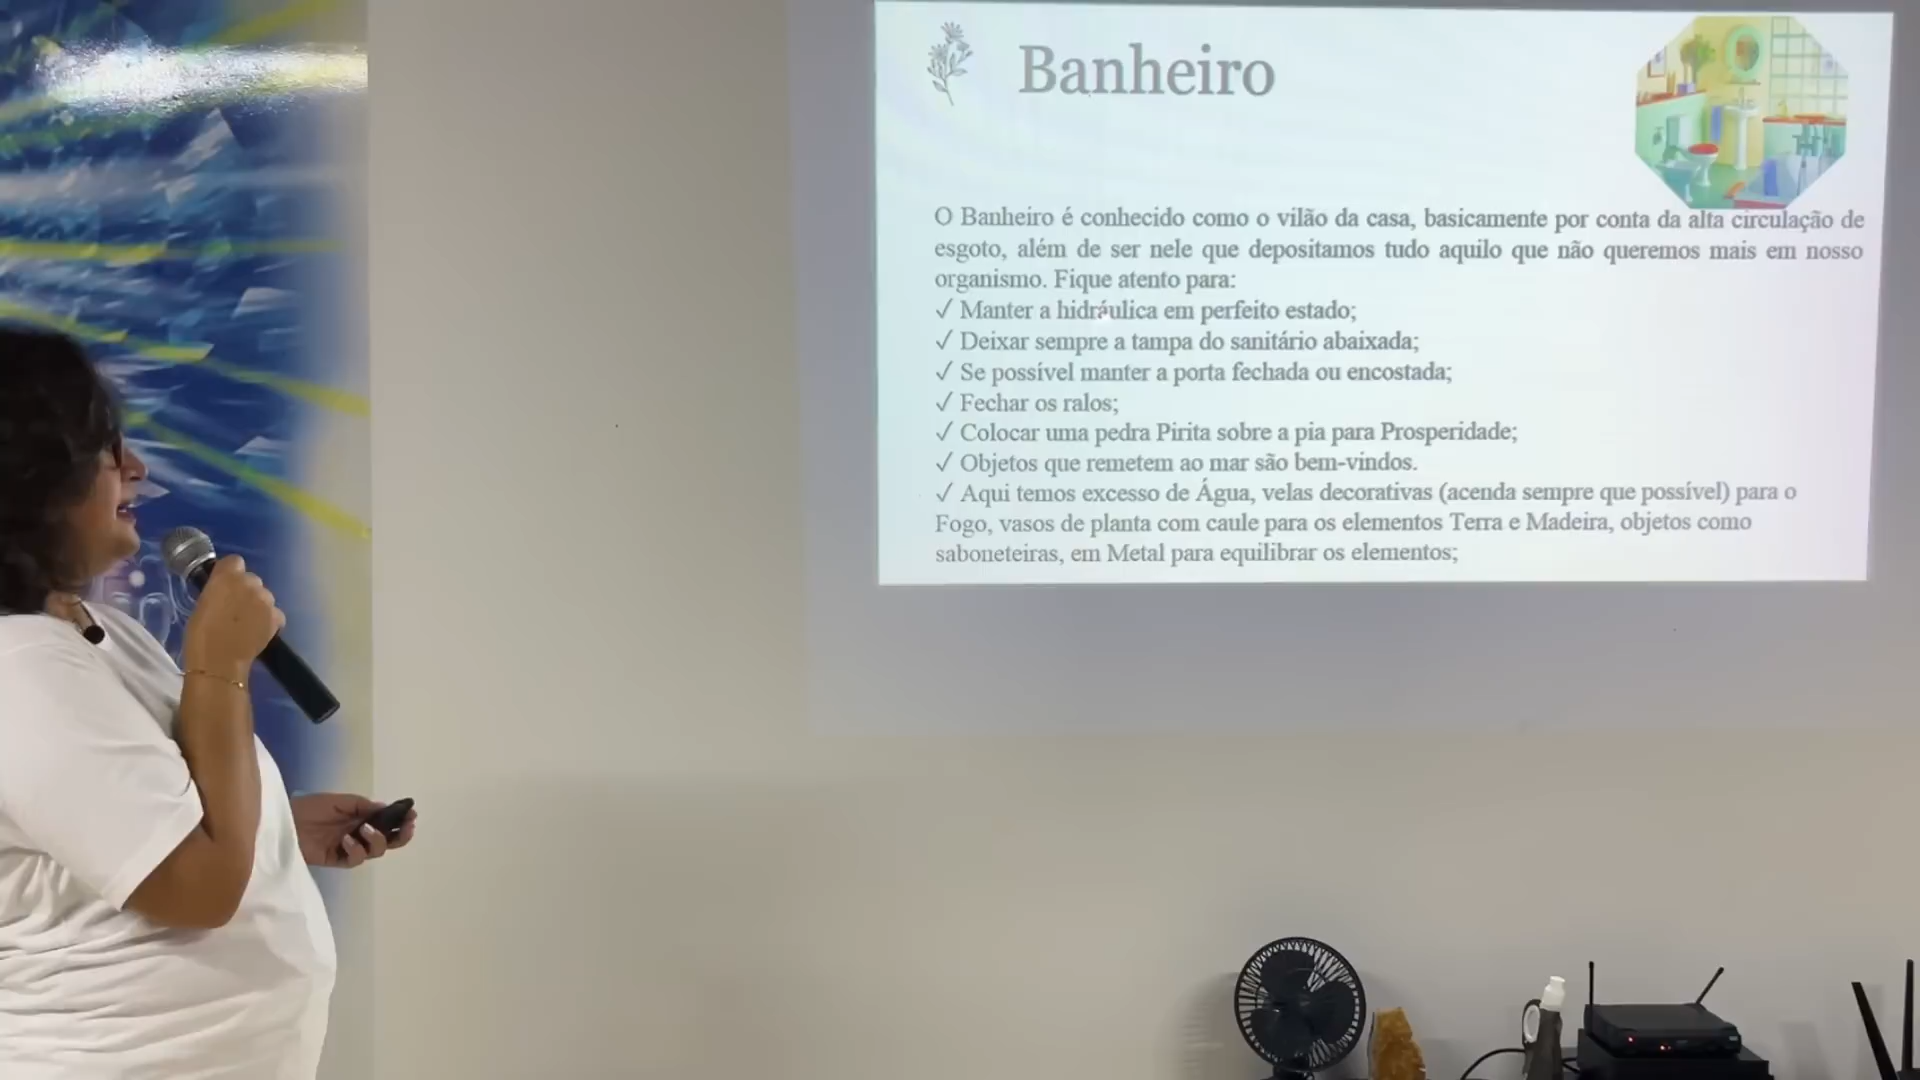 Banheiro
O Banheiro é conhecido como o vilão da casa, basicamente por conta da alta circulação de
esgoto, além de ser nele que depositamos tudo aquilo que não queremos mais em nosso
organismo. Fique atento para:
✓ Manter a hidráulica em perfeito estado;
✓ Deixar sempre a tampa do sanitário abaixada;
✓ Se possível manter a porta fechada ou encostada;
✓ Fechar os ralos;
✓ Colocar uma pedra Pirita sobre a pia para Prosperidade;
✓ Objetos que remetem ao mar são bem-vindos.
✓ Aqui temos excesso de Água, velas decorativas (acenda sempre que possível) para o
Fogo, vasos de planta com caule para os elementos Terra e Madeira, objetos como
saboneteiras, em Metal para equilibrar os elementos;